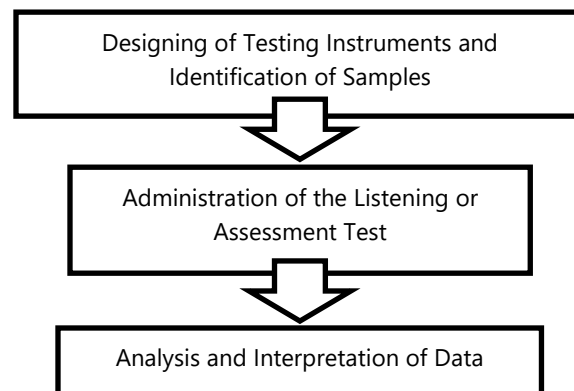 Designing of Testing Instruments and
Identification of Samples
Administration of the Listening or
Assessment Test
Analysis and Interpretation of Data